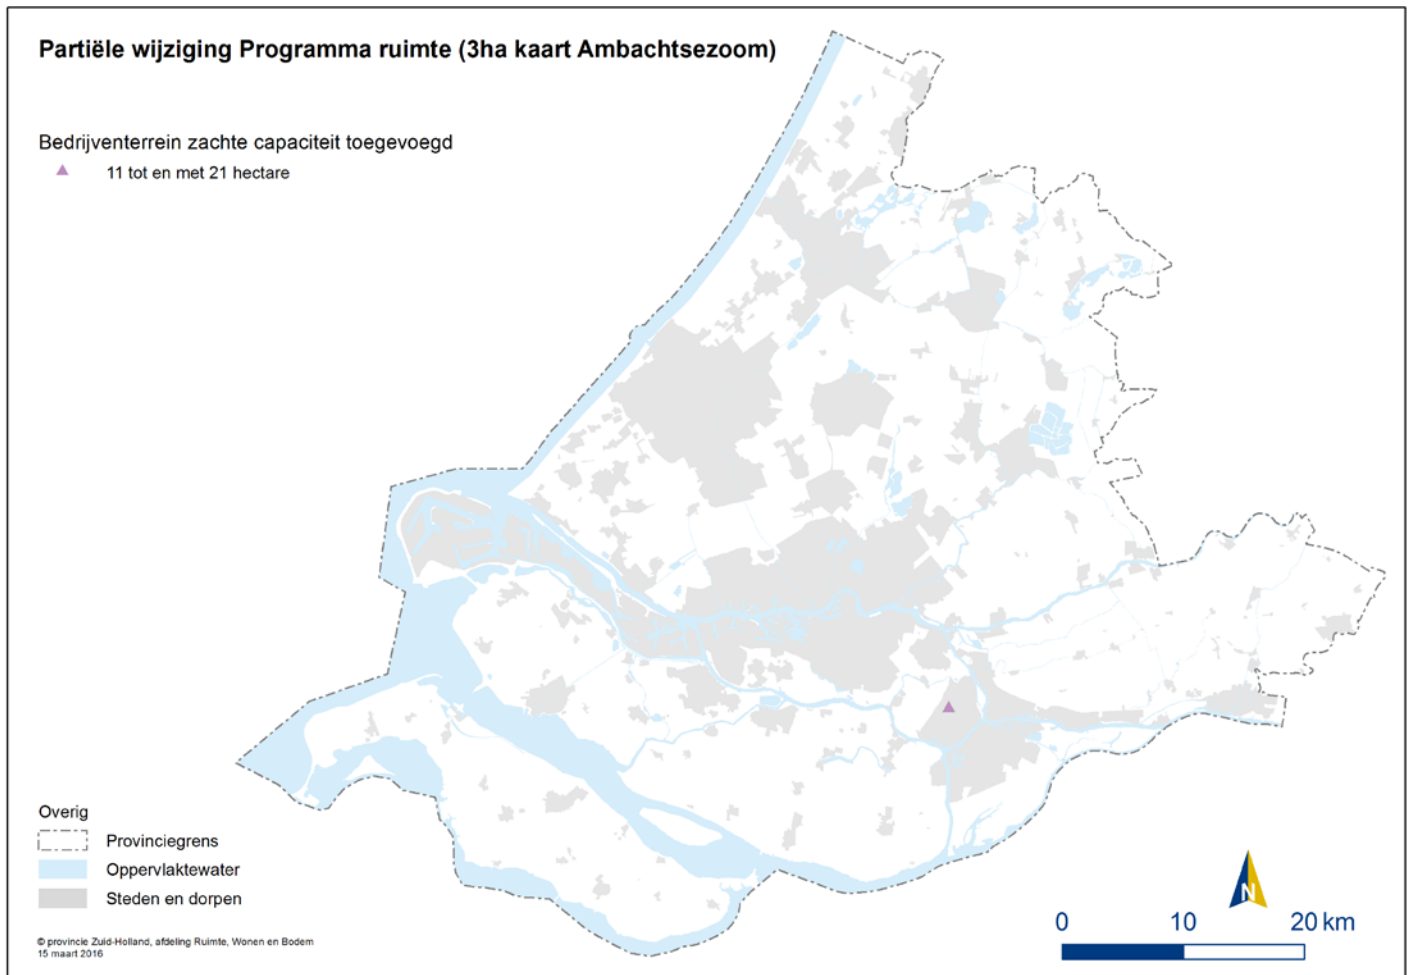 Partiële wijziging Programma ruimte (3ha kaart Ambachtsezoom)
Bedrijventerrein zachte capaciteit toegevoegd
11 tot en met 21 hectare
Overig
Provinciegrens
Oppervlaktewater
Steden en dorpen
© provincie Zuid-Holland, afdeling Ruimte, Wonen en Bodem
15 maart 2016
N
0 10 20 km